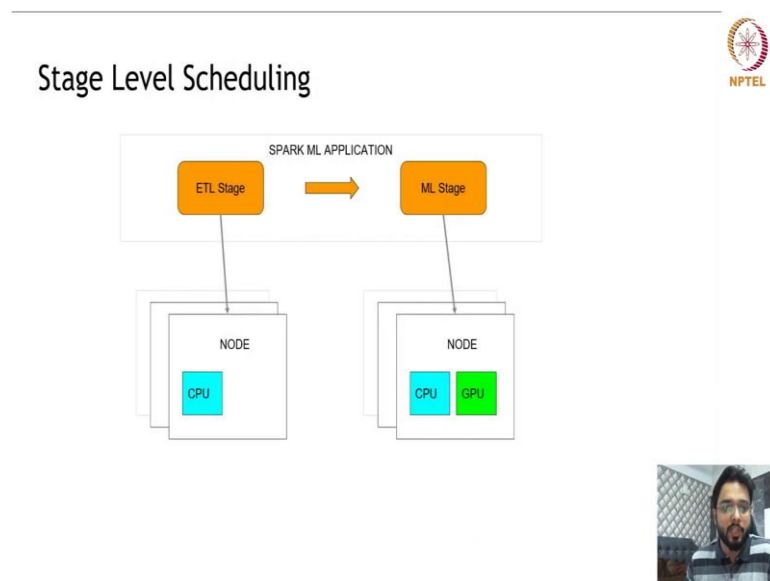 NPTEL
Stage Level Scheduling
SPARK ML APPLICATION
ETL Stage
ML Stage
NODE
NODE
CPU
CPU
GPU